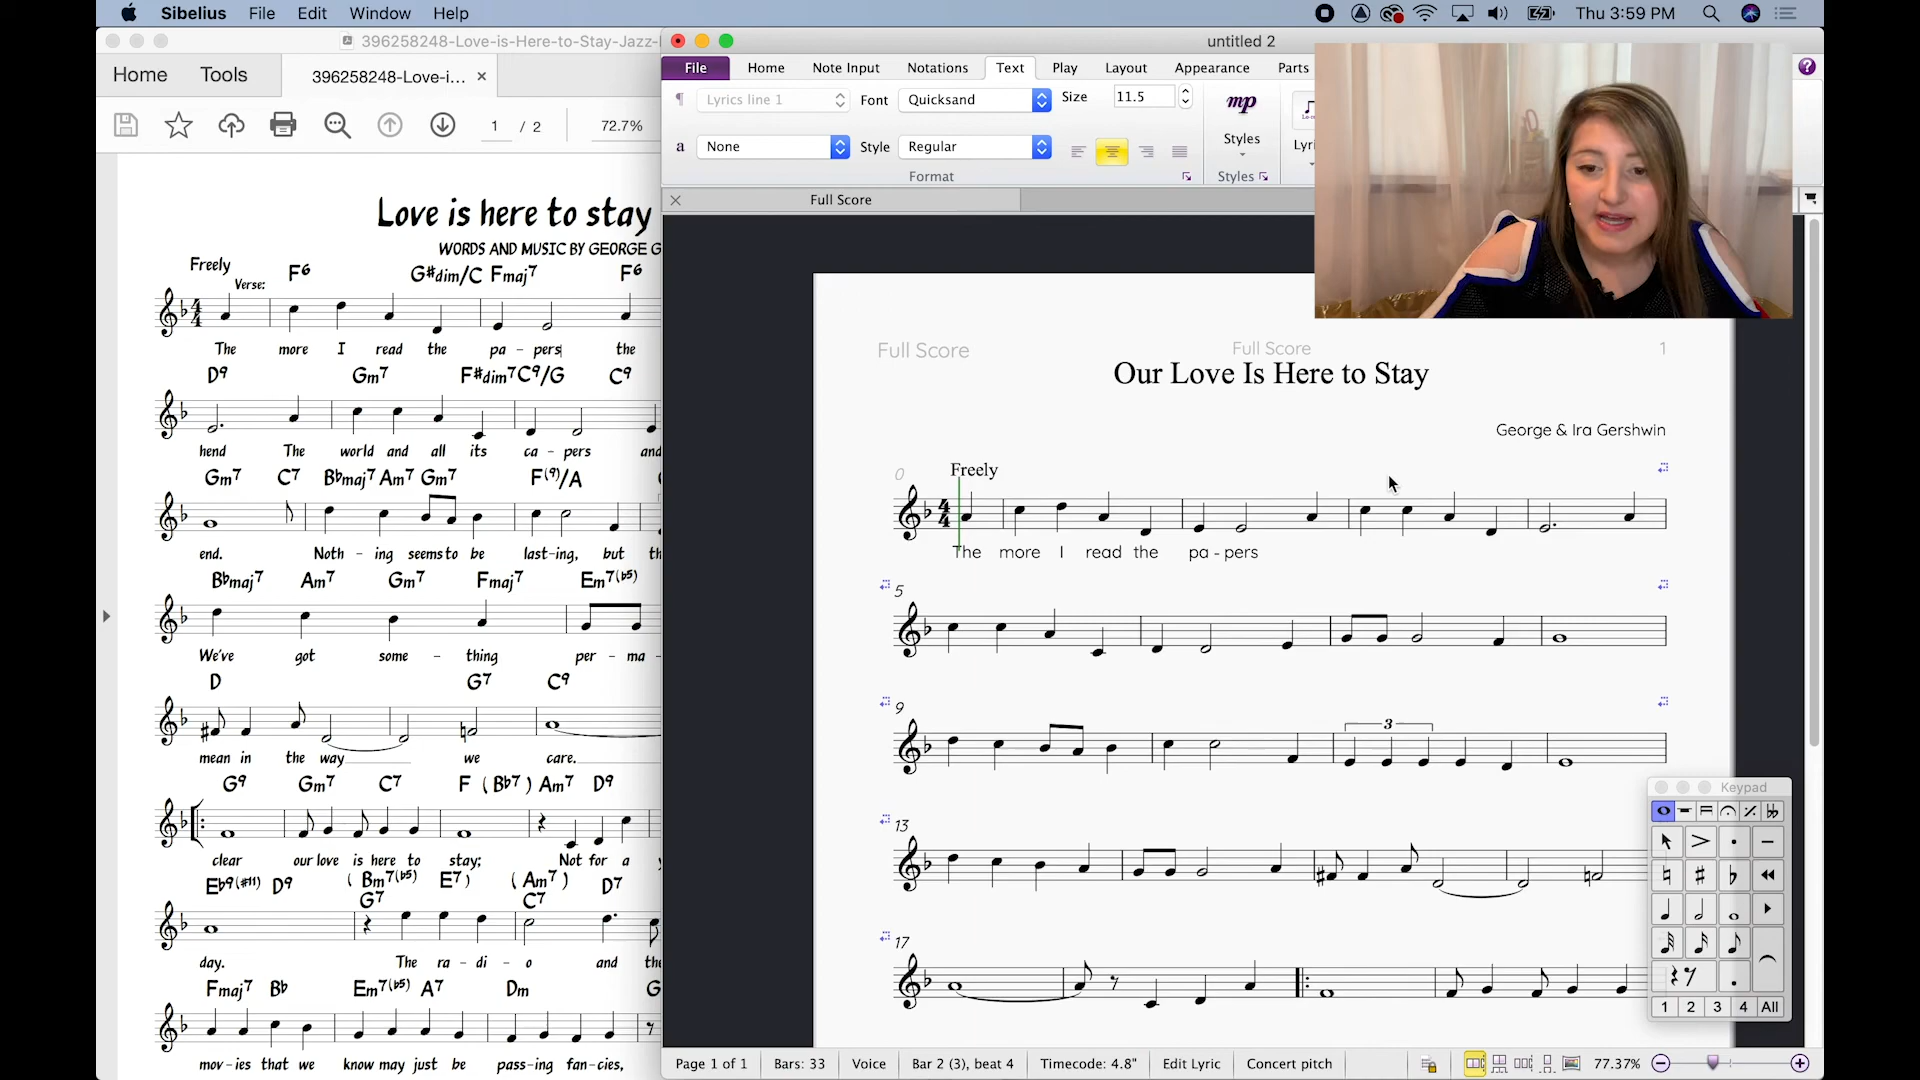 Sibelius File Edit Window Help
Thu 3:59 PM
396258248-Love-is-Here-to-Stay-Jazz-
untitled 2
Home Tools 396258248-Love-i...
1 / 2 72.7%
File Home Note Input Notations Text Play Layout Appearance Parts
Lyrics line 1 Font Quicksand Size 11.5
a None Style Regular
Format
mp
Styles
Styles
Full Score
Love is here to stay
WORDS AND MUSIC BY GEORGE G
Freely
Verse:
F6 G#dim/C Fmaj7 F6
The more I read the pa - pers the
D9 Gm7 F#dim7 C9/G C9
hend The world and all its ca - pers and
Gm7 C7 Bbmaj7 Am7 Gm7 F(9)/A
end. Noth - ing seems to be last-ing, but th
Bbmaj7 Am7 Gm7 Fmaj7 Em7(b5)
We've got some - thing per - ma -
D G7 C9
mean in the way we care.
G9 Gm7 C7 F ( Bb7 ) Am7 D9
clear our love is here to stay; Not for a y
Eb9(#11) D9 ( Bm7(b5) E7 ) ( Am7 ) D7
G7 C7
day. The ra - di - o and the
Fmaj7 Bb Em7(b5) A7 Dm G
mov - ies that we know may just be pass-ing fan-cies,
Full Score
Full Score
1
Our Love Is Here to Stay
George & Ira Gershwin
0
Freely
The more I read the pa - pers
5
9
3
13
17
Keypad
1 2 3 4 All
Page 1 of 1 Bars: 33 Voice Bar 2 (3), beat 4 Timecode: 4.8" Edit Lyric Concert pitch 77.37%